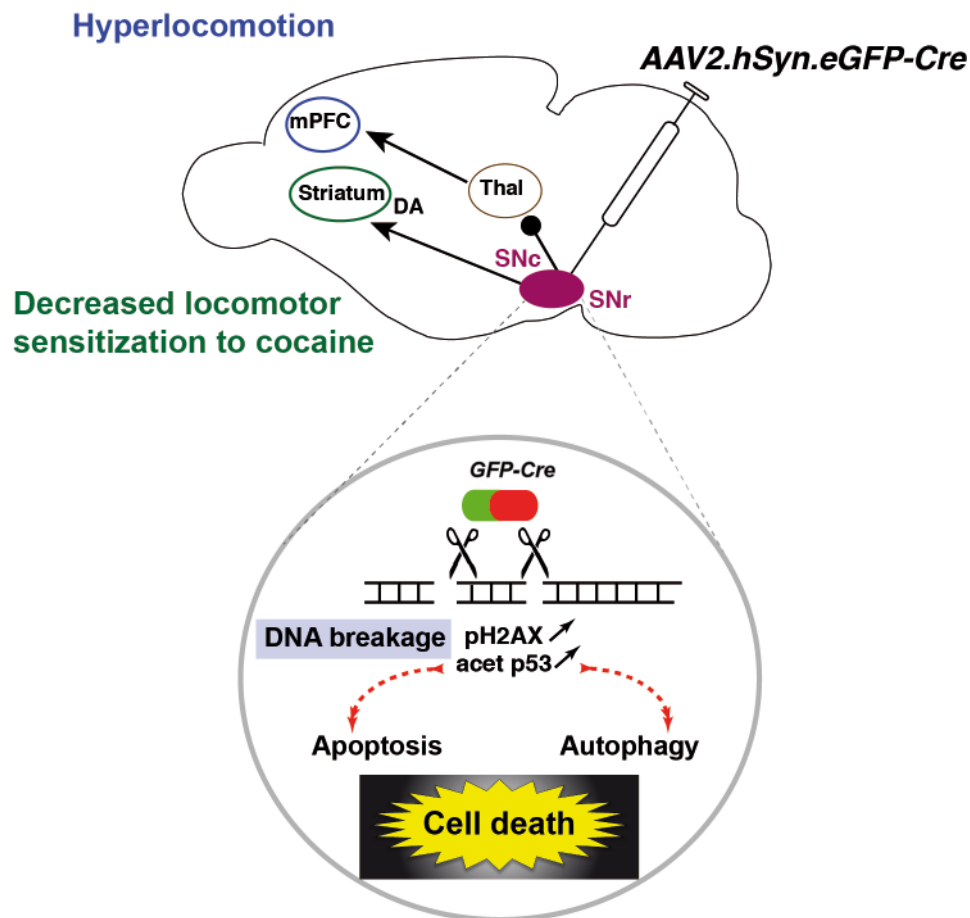 Hyperlocomotion
AAV2.hSyn.eGFP-Cre
mPFC
Thal
Striatum
DA
SNc
SNr
Decreased locomotor
sensitization to cocaine
GFP-Cre
DNA breakage
pH2AX
acet p53
Apoptosis
Autophagy
Cell death